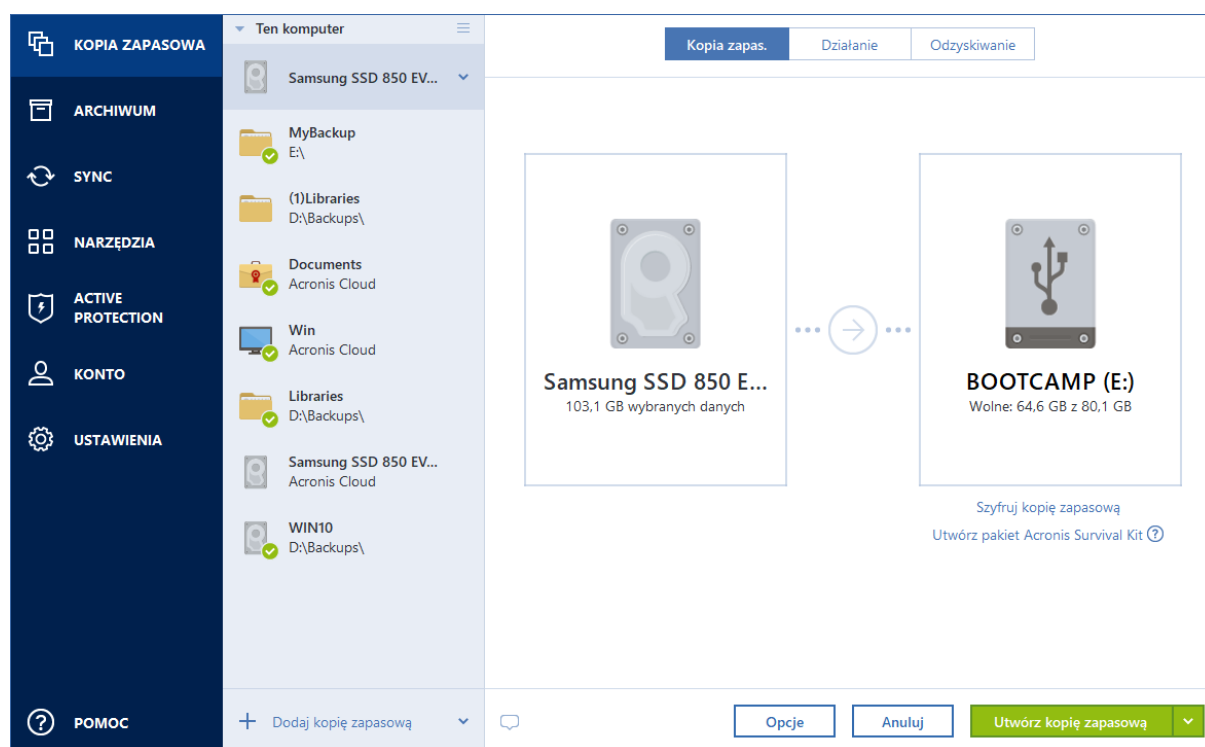 KOPIA ZAPASOWA
ARCHIWUM
SYNC
NARZĘDZIA
ACTIVE
PROTECTION
KONTO
USTAWIENIA
POMOC
Ten komputer
Samsung SSD 850 EV...
MyBackup
E:\
(1)Libraries
D:\Backups\
Documents
Acronis Cloud
Win
Acronis Cloud
Libraries
D:\Backups\
Samsung SSD 850 EV...
Acronis Cloud
WIN10
D:\Backups\
Dodaj kopię zapasową
Kopia zapas.
Działanie
Odzyskiwanie
Samsung SSD 850 E...
103,1 GB wybranych danych
BOOTCAMP (E:)
Wolne: 64,6 GB z 80,1 GB
Szyfruj kopię zapasową
Utwórz pakiet Acronis Survival Kit ?
Opcje
Anuluj
Utwórz kopię zapasową